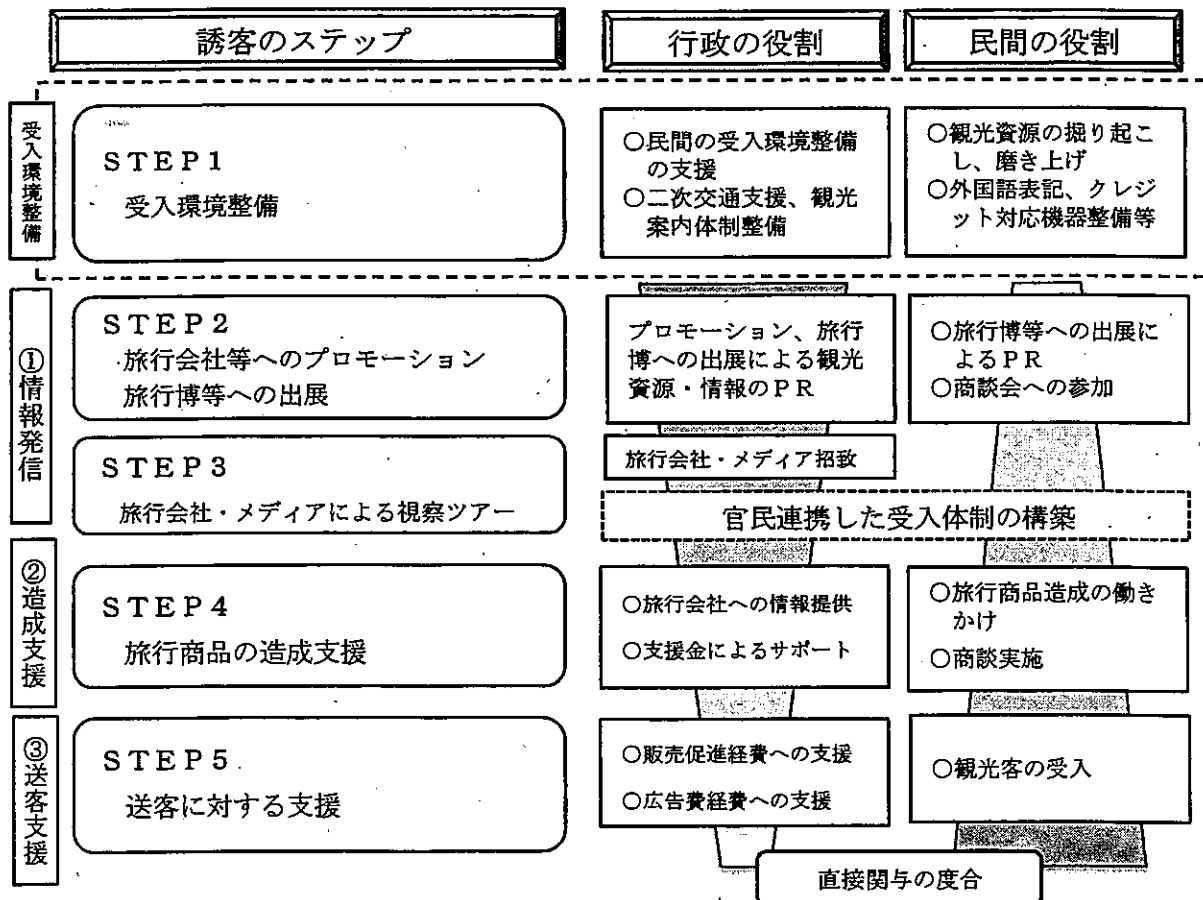 誘客のステップ
行政の役割
民間の役割
受入環境整備
STEP1
受入環境整備
○民間の受入環境整備
の支援
○二次交通支援、観光
案内体制整備
○観光資源の掘り起こ
し、磨き上げ
○外国語表記、クレジ
ット対応機器整備等
①情報発信
STEP2
旅行会社等へのプロモーション
旅行博等への出展
プロモーション、旅行
博への出展による観光
資源・情報のPR
○旅行博等への出展に
よるPR
○商談会への参加
STEP3
旅行会社・メディアによる視察ツアー
旅行会社・メディア招致
官民連携した受入体制の構築
②造成支援
STEP4
旅行商品の造成支援
○旅行会社への情報提供
○支援金によるサポート
○旅行商品造成の働き
かけ
○商談実施
③送客支援
STEP5
送客に対する支援
○販売促進経費への支援
○広告費経費への支援
○観光客の受入
直接関与の度合